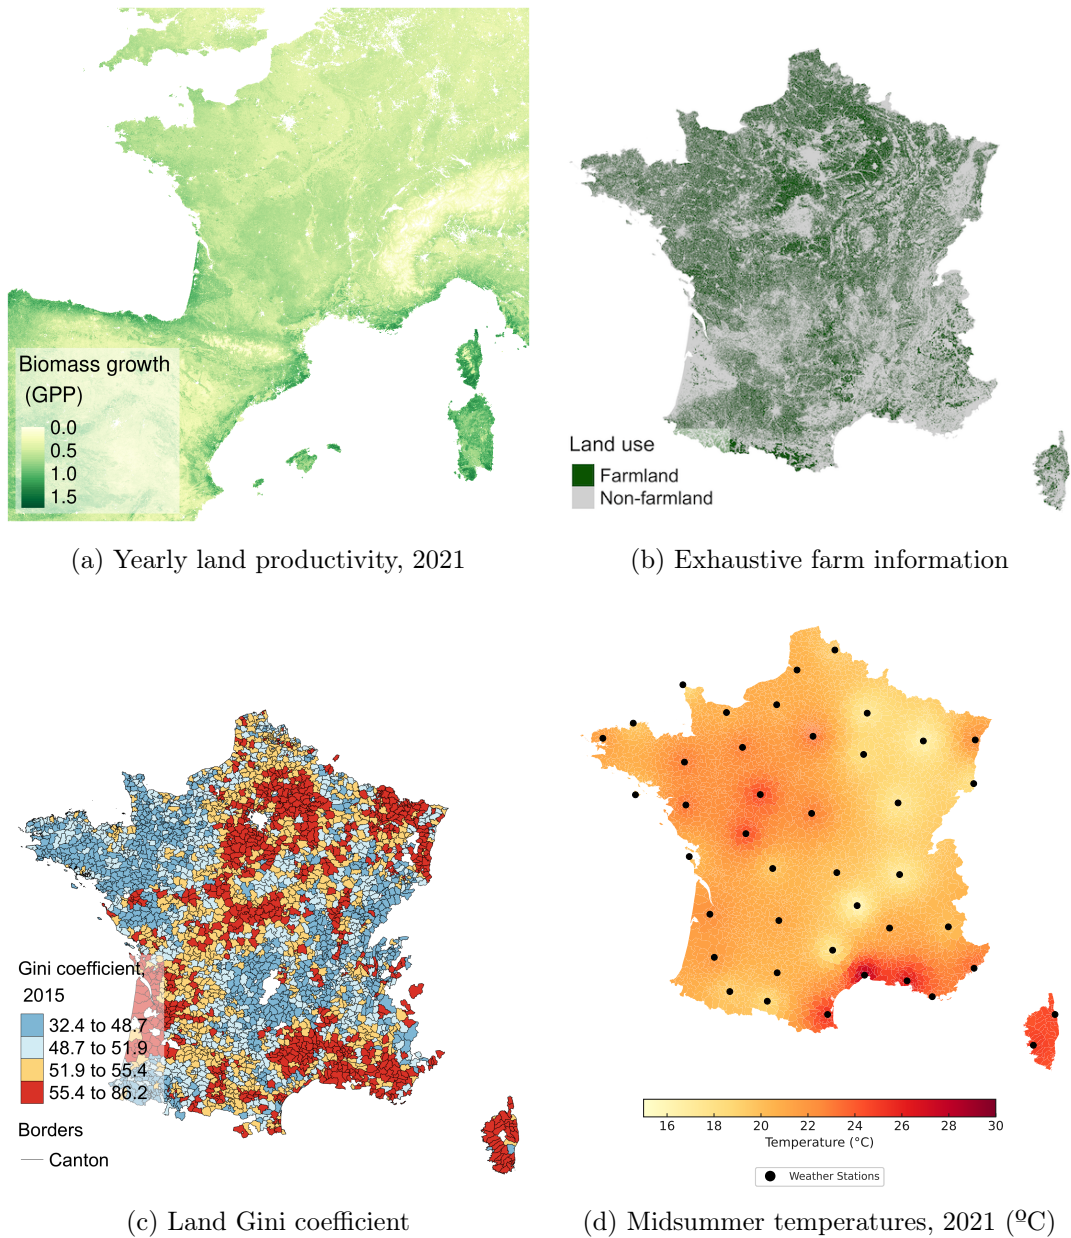 Biomass growth
(GPP)
0.0
0.5
1.0
1.5
Land use
Farmland
Non-farmland
(a) Yearly land productivity, 2021
(b) Exhaustive farm information
Gini coefficient,
2015
32.4 to 48.7
48.7 to 51.9
51.9 to 55.4
55.4 to 86.2
Borders
Canton
16 18 20 22 24 26 28 30
Temperature (°C)
Weather Stations
(c) Land Gini coefficient
(d) Midsummer temperatures, 2021 (ºC)